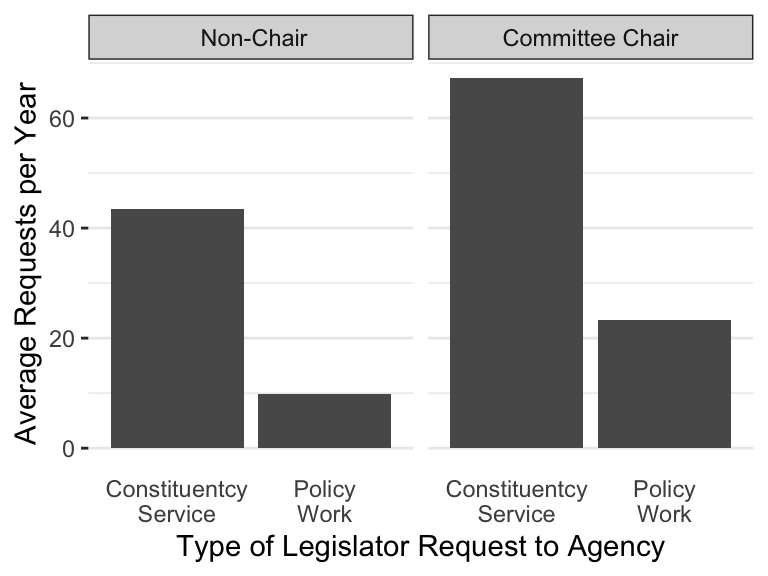 Non-Chair
Committee Chair
Average Requests per Year
60
40
20
0
Constituentcy
Service
Policy
Work
Constituentcy
Service
Policy
Work
Type of Legislator Request to Agency